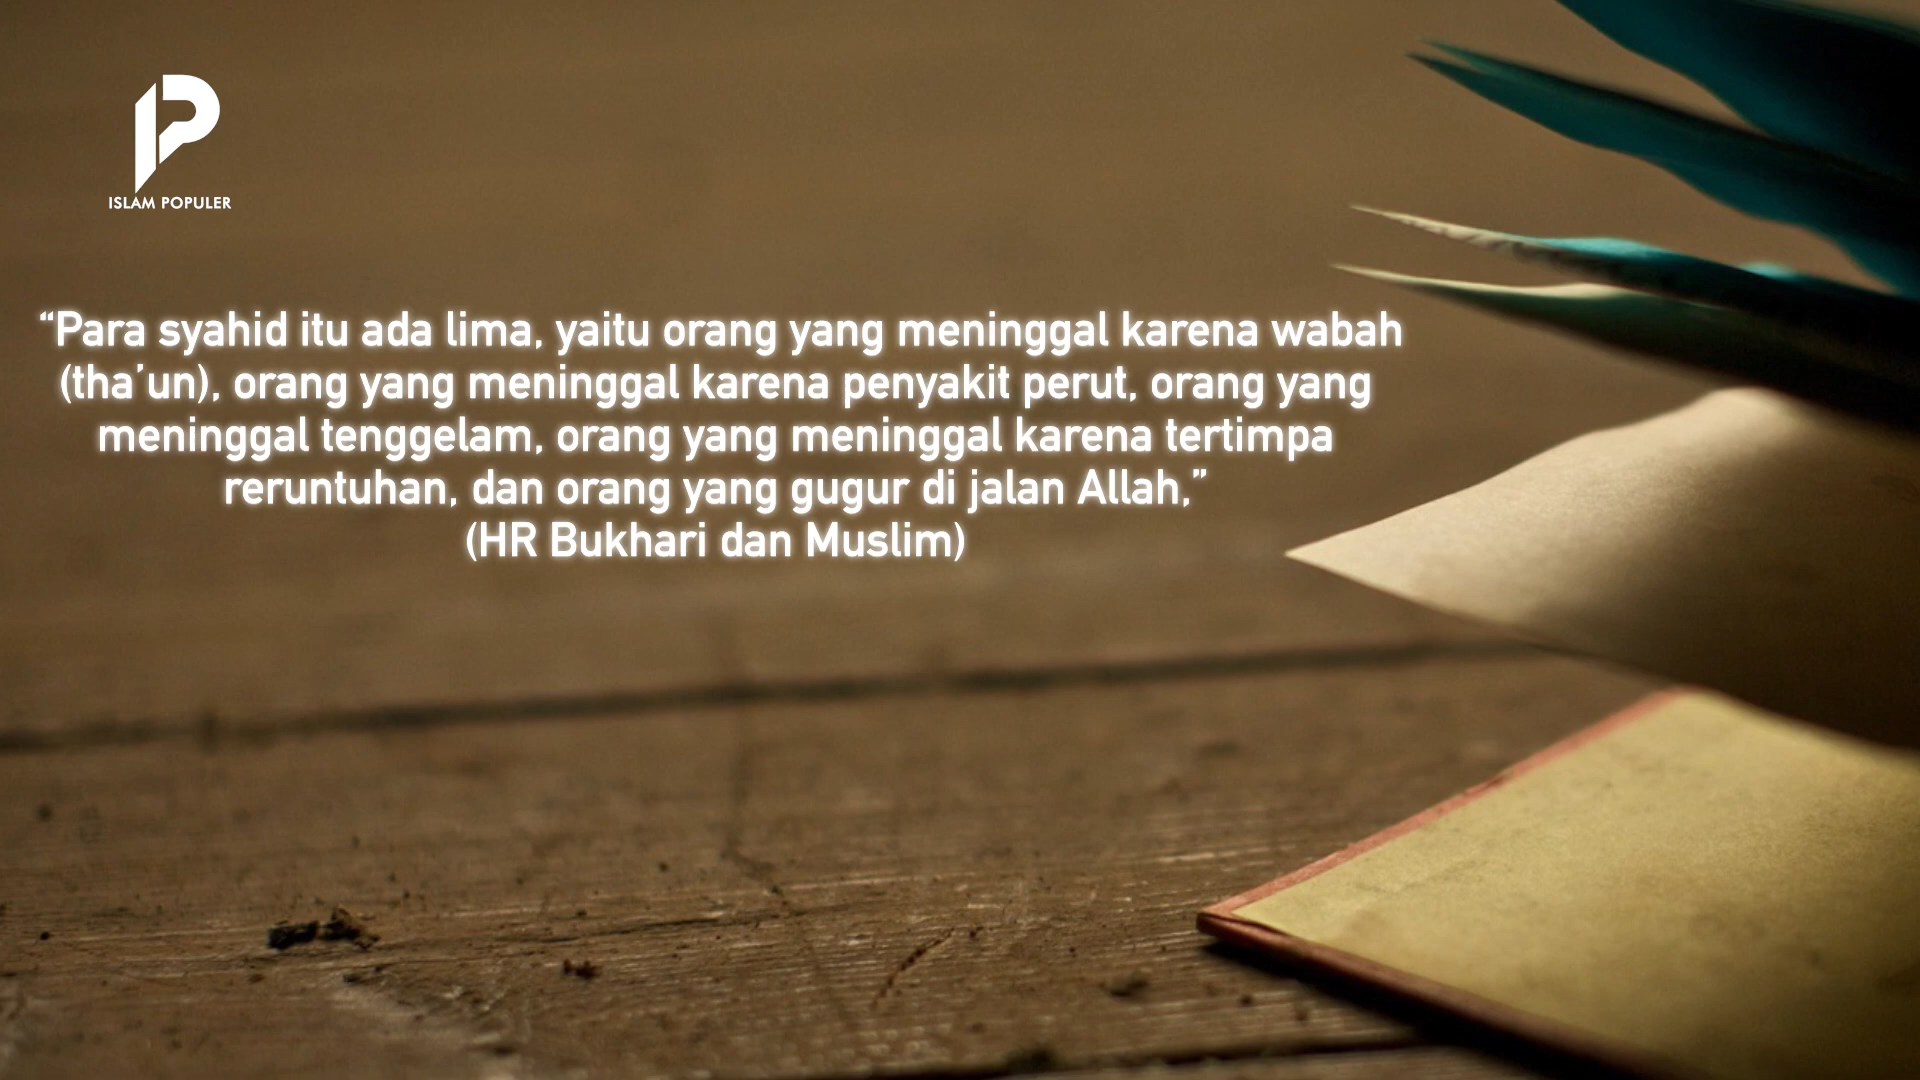 ISLAM POPULER
“Para syahid itu ada lima, yaitu orang yang meninggal karena wabah
(tha’un), orang yang meninggal karena penyakit perut, orang yang
meninggal tenggelam, orang yang meninggal karena tertimpa
reruntuhan, dan orang yang gugur di jalan Allah,”
(HR Bukhari dan Muslim)